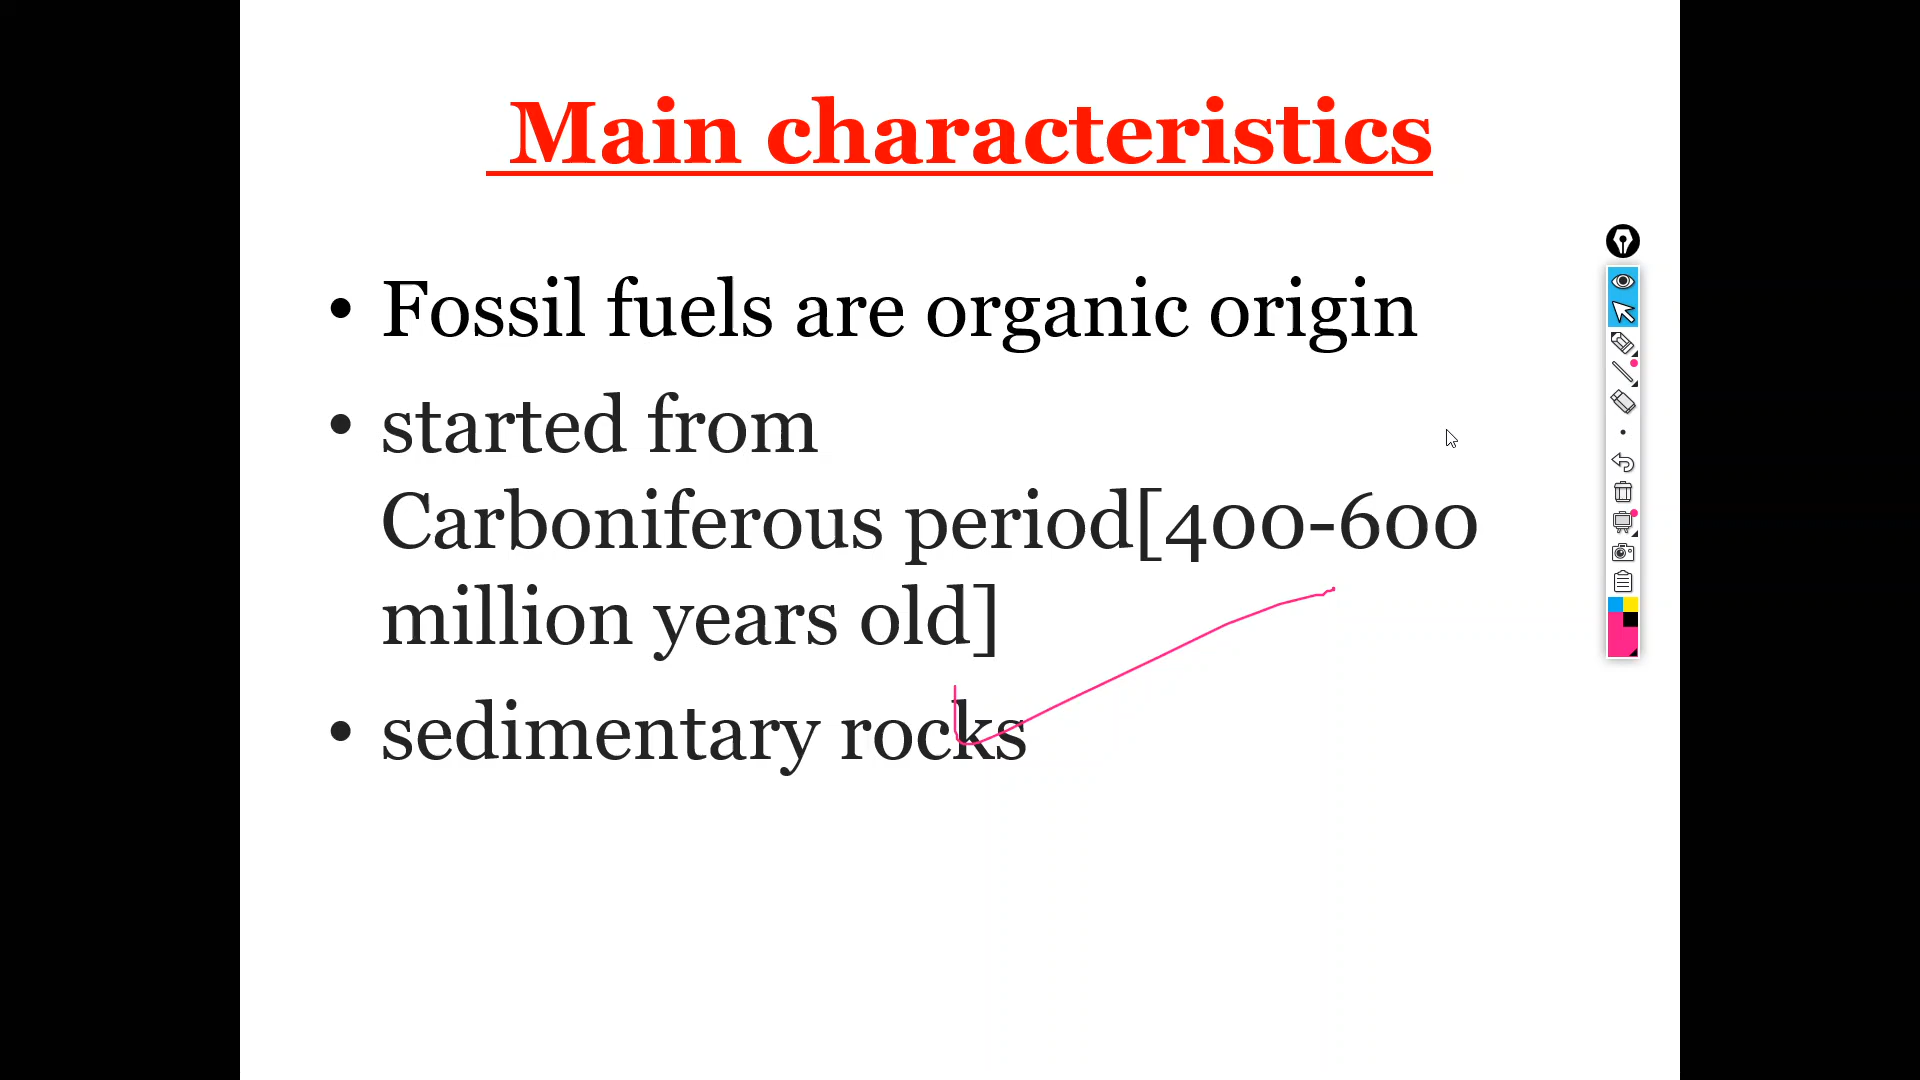 Main characteristics
• Fossil fuels are organic origin
• started from
Carboniferous period[400-600
million years old]
• sedimentary rocks